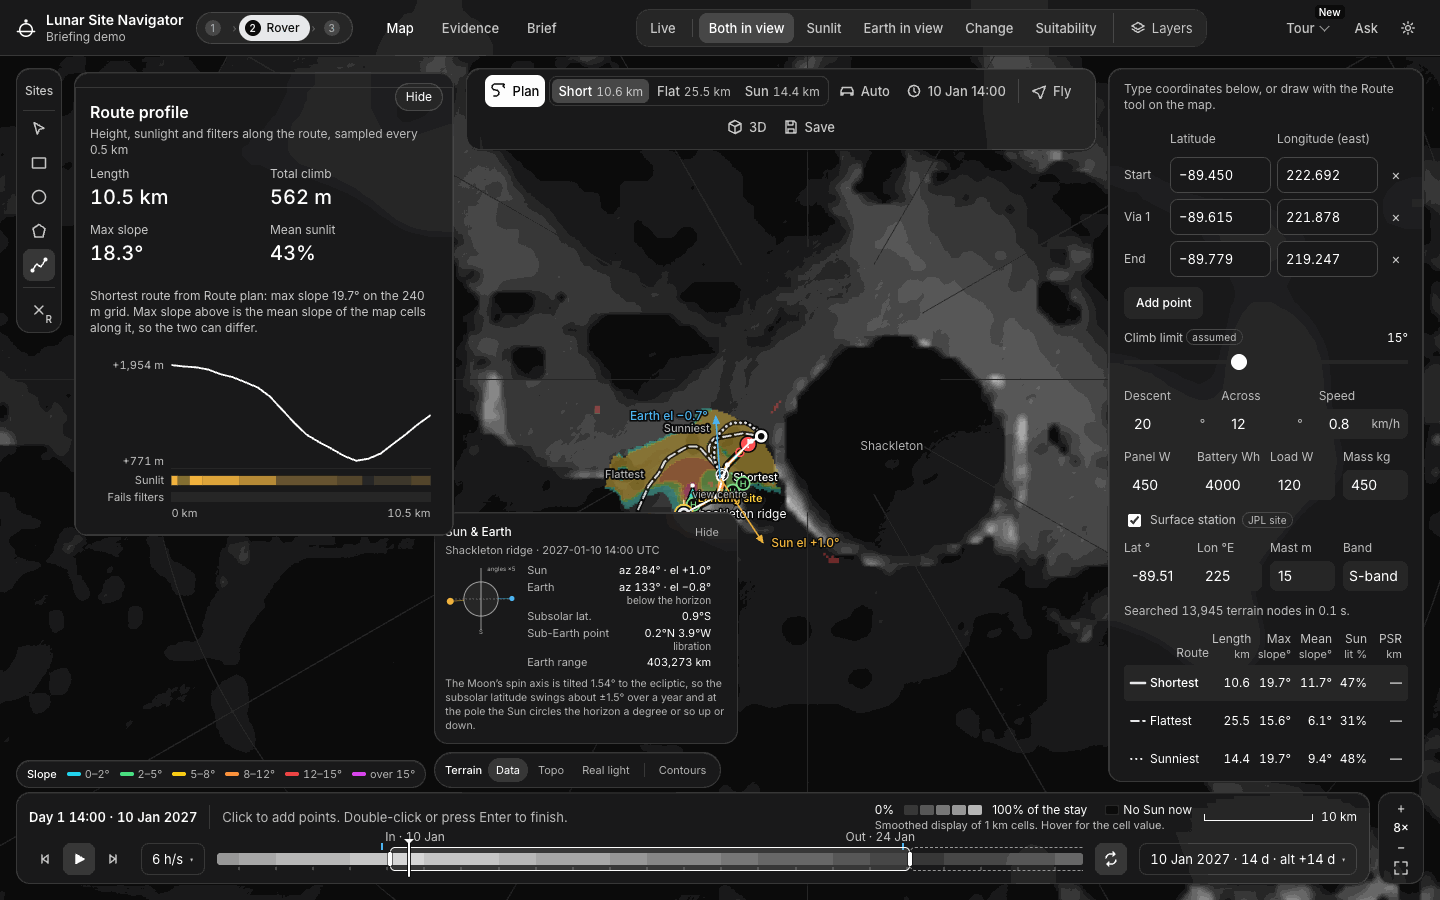 Lunar Site Navigator
Briefing demo
1 › 2 Rover › 3
Map Evidence Brief
Live Both in view Sunlit Earth in view Change Suitability Layers
New
Tour Ask
Sites
R
Hide
Route profile
Height, sunlight and filters along the route, sampled every
0.5 km
Length Total climb
10.5 km 562 m
Max slope Mean sunlit
18.3° 43%
Shortest route from Route plan: max slope 19.7° on the 240
m grid. Max slope above is the mean slope of the map cells
along it, so the two can differ.
+1,954 m
+771 m
Sunlit
Fails filters
0 km 10.5 km
Plan Short 10.6 km Flat 25.5 km Sun 14.4 km Auto 10 Jan 14:00 Fly
3D Save
Earth el −0.7°
Sunniest
Flattest
Shortest
H
H
view centre
Shackleton
Sun el +1.0°
Sun & Earth Hide
Shackleton ridge · 2027-01-10 14:00 UTC
angles ×5
S
Sun az 284° · el +1.0°
Earth az 133° · el −0.8°
below the horizon
Subsolar lat. 0.9°S
Sub-Earth point 0.2°N 3.9°W
libration
Earth range 403,273 km
The Moon’s spin axis is tilted 1.54° to the ecliptic, so the
subsolar latitude swings about ±1.5° over a year and at
the pole the Sun circles the horizon a degree or so up or
down.
Type coordinates below, or draw with the Route
tool on the map.
Latitude Longitude (east)
Start −89.450 222.692 ×
Via 1 −89.615 221.878 ×
End −89.779 219.247 ×
Add point
Climb limit assumed 15°
Descent Across Speed
20 ° 12 ° 0.8 km/h
Panel W Battery Wh Load W Mass kg
450 4000 120 450
Surface station JPL site
Lat ° Lon °E Mast m Band
-89.51 225 15 S-band
Searched 13,945 terrain nodes in 0.1 s.
Route Length km Max slope° Mean slope° Sun lit % PSR km
Shortest 10.6 19.7° 11.7° 47% —
Flattest 25.5 15.6° 6.1° 31% —
Sunniest 14.4 19.7° 9.4° 48% —
Slope 0–2° 2–5° 5–8° 8–12° 12–15° over 15°
Terrain Data Topo Real light Contours
Day 1 14:00 · 10 Jan 2027 Click to add points. Double-click or press Enter to finish.
0% 100% of the stay No Sun now
Smoothed display of 1 km cells. Hover for the cell value.
10 km
In · 10 Jan Out · 24 Jan
6 h/s
10 Jan 2027 · 14 d · alt +14 d
+
8×
−